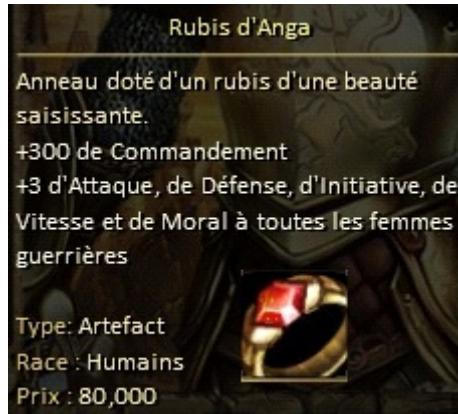 Rubis d'Anga
Anneau doté d'un rubis d'une beauté
saisissante.
+300 de Commandement
+3 d'Attaque, de Défense, d'Initiative, de
Vitesse et de Moral à toutes les femmes
guerrières
Type: Artefact
Race : Humains
Prix : 80,000